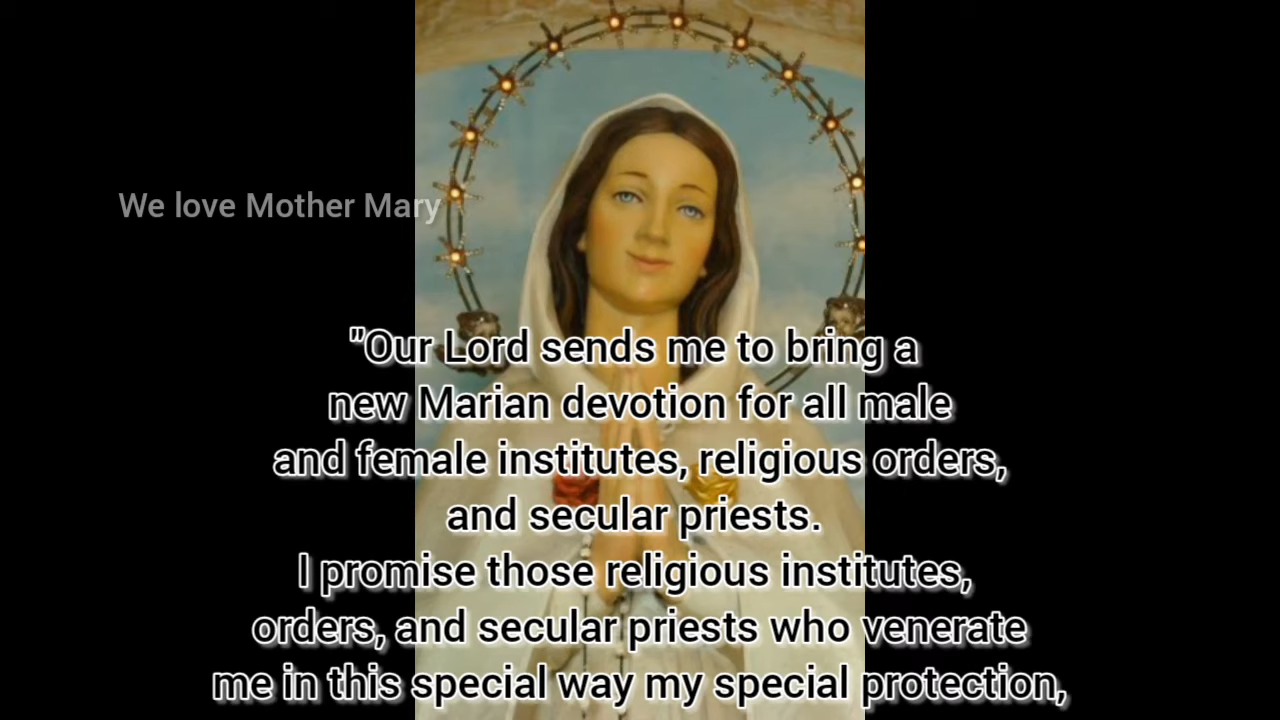 We love Mother Mary
"Our Lord sends me to bring a
new Marian devotion for all male
and female institutes, religious orders,
and secular priests.
I promise those religious institutes,
orders, and secular priests who venerate
me in this special way my special protection,